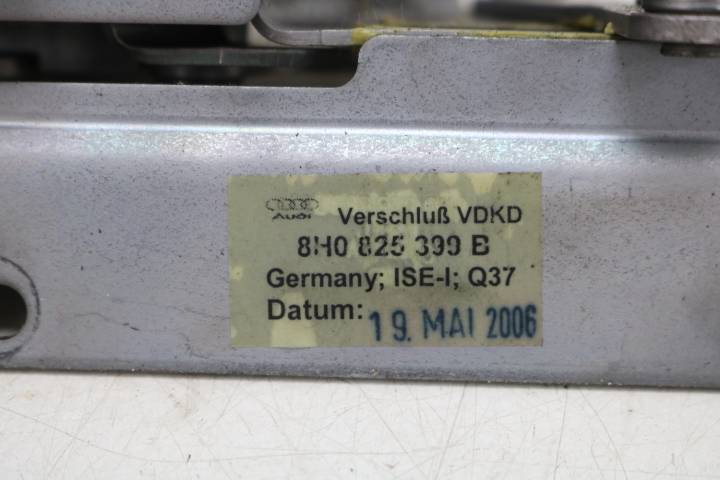 Audi Verschluß VDKD
8H0 825 399 B
Germany; ISE-I; Q37
Datum: 19. MAI 2006